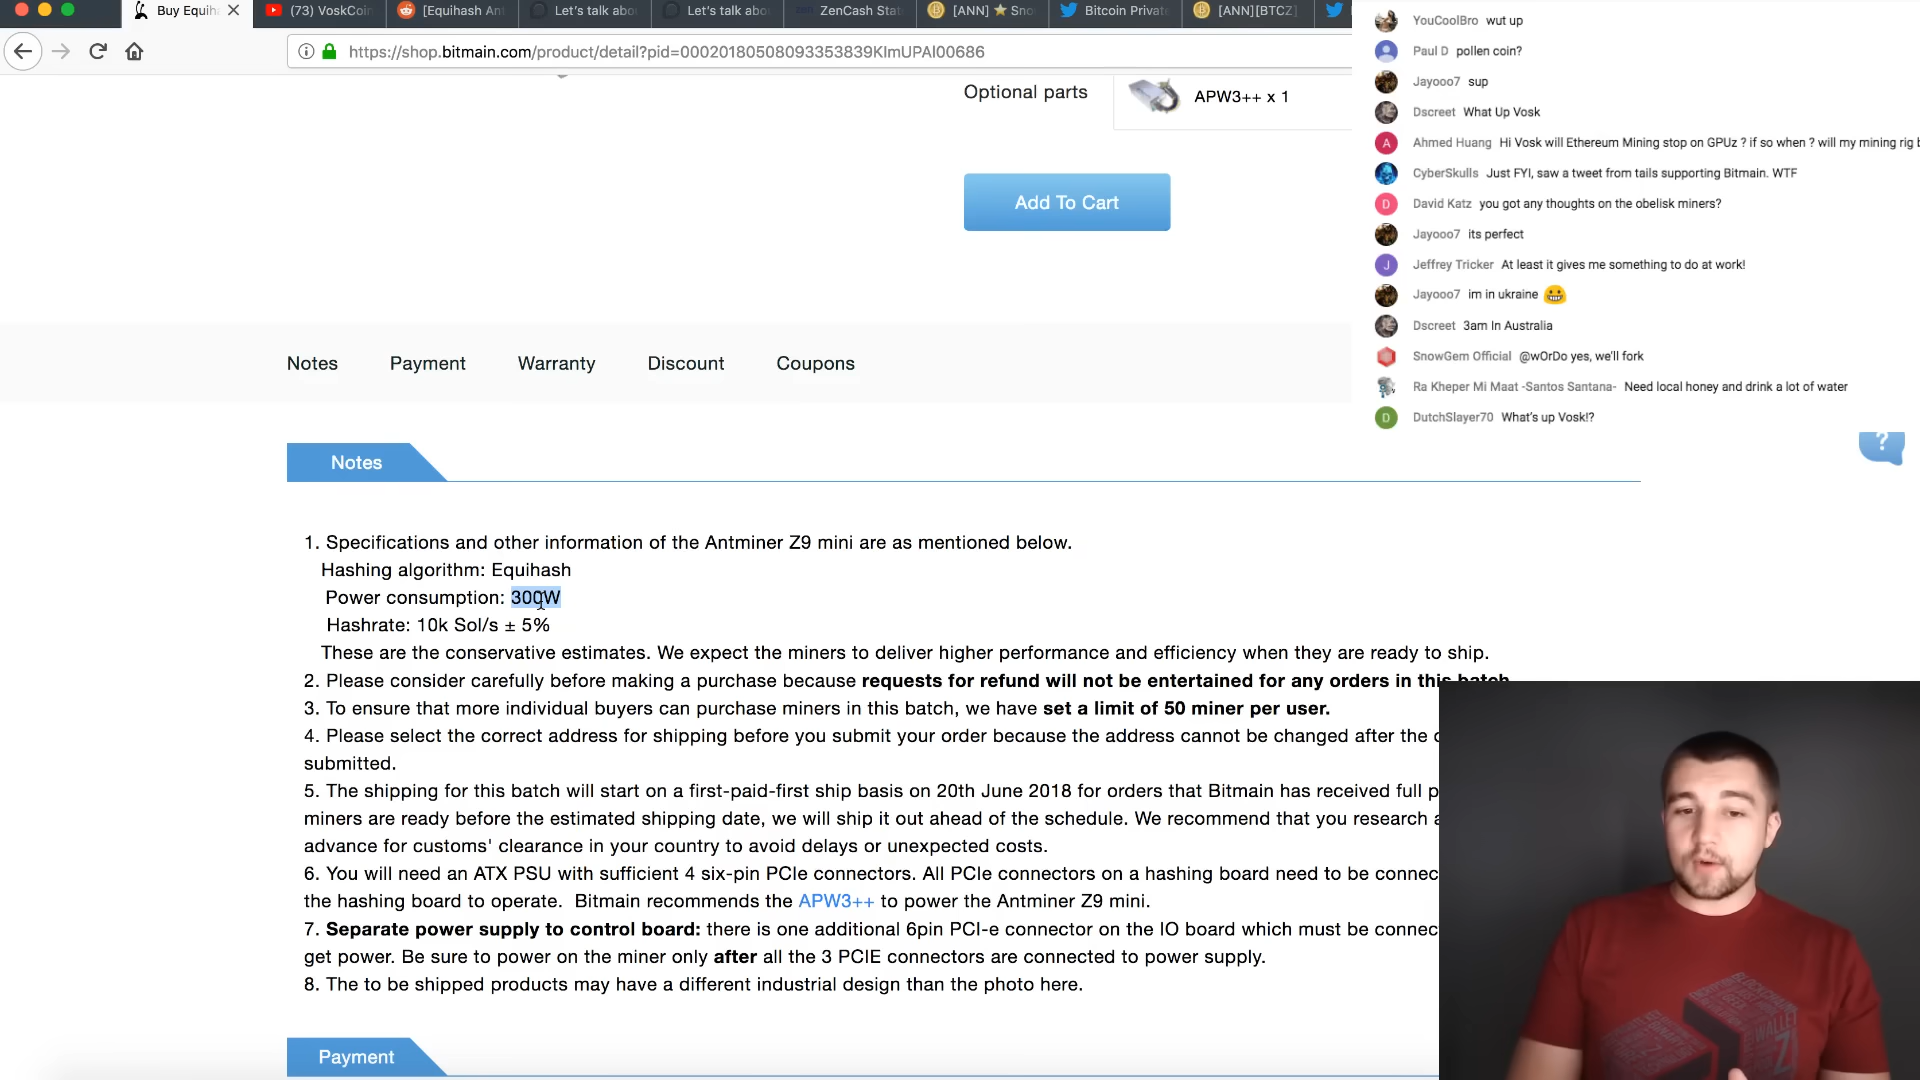 Buy Equih
(73) VoskCoin
[Equihash An
Let's talk abo
Let's talk abo
ZenCash Stat
[ANN] ⭐ Sno
Bitcoin Privat
[ANN][BTCZ]
https://shop.bitmain.com/product/detail?pid=00020180508093353839KImUPAI00686
Optional parts
APW3++ x 1
Add To Cart
Notes Payment Warranty Discount Coupons
Notes
1. Specifications and other information of the Antminer Z9 mini are as mentioned below.
Hashing algorithm: Equihash
Power consumption: 300W
Hashrate: 10k Sol/s ± 5%
These are the conservative estimates. We expect the miners to deliver higher performance and efficiency when they are ready to ship.
2. Please consider carefully before making a purchase because requests for refund will not be entertained for any orders in this batch
3. To ensure that more individual buyers can purchase miners in this batch, we have set a limit of 50 miner per user.
4. Please select the correct address for shipping before you submit your order because the address cannot be changed after the o
submitted.
5. The shipping for this batch will start on a first-paid-first ship basis on 20th June 2018 for orders that Bitmain has received full p
miners are ready before the estimated shipping date, we will ship it out ahead of the schedule. We recommend that you research a
advance for customs' clearance in your country to avoid delays or unexpected costs.
6. You will need an ATX PSU with sufficient 4 six-pin PCIe connectors. All PCIe connectors on a hashing board need to be connec
the hashing board to operate. Bitmain recommends the APW3++ to power the Antminer Z9 mini.
7. Separate power supply to control board: there is one additional 6pin PCI-e connector on the IO board which must be connec
get power. Be sure to power on the miner only after all the 3 PCIE connectors are connected to power supply.
8. The to be shipped products may have a different industrial design than the photo here.
Payment
YouCoolBro wut up
Paul D pollen coin?
Jayooo7 sup
Dscreet What Up Vosk
A Ahmed Huang Hi Vosk will Ethereum Mining stop on GPUz ? if so when ? will my mining rig b
CyberSkulls Just FYI, saw a tweet from tails supporting Bitmain. WTF
D David Katz you got any thoughts on the obelisk miners?
Jayooo7 its perfect
J Jeffrey Tricker At least it gives me something to do at work!
Jayooo7 im in ukraine 😬
Dscreet 3am In Australia
SnowGem Official @wOrDo yes, we'll fork
Ra Kheper Mi Maat -Santos Santana- Need local honey and drink a lot of water
D DutchSlayer70 What's up Vosk!?
?
BLOCKCHAIN
WALLET